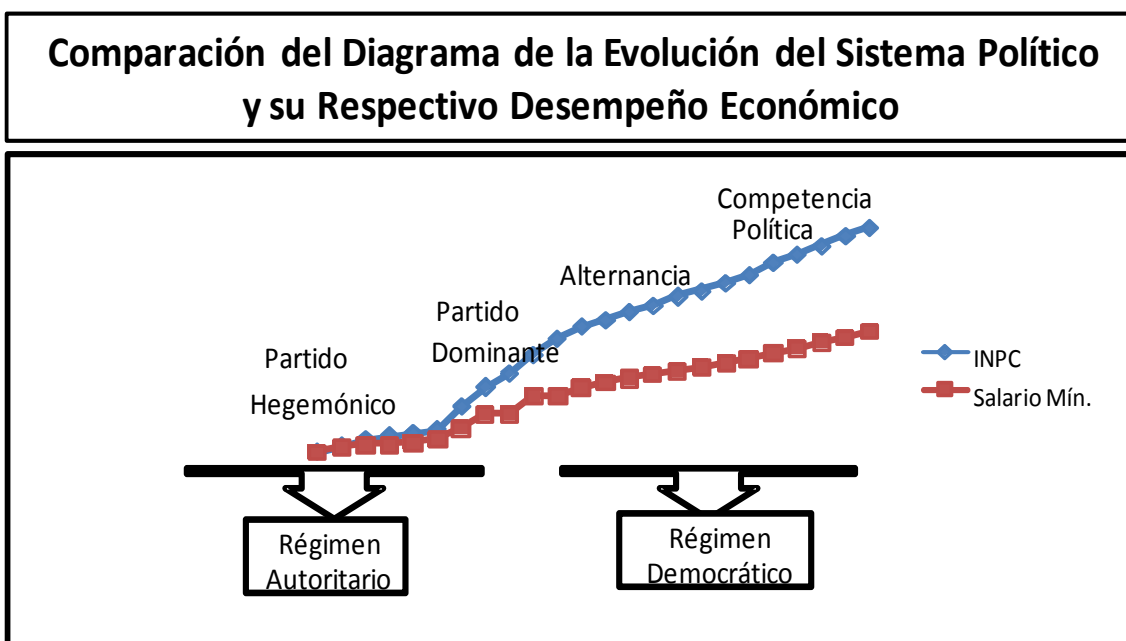 Comparación del Diagrama de la Evolución del Sistema Político
y su Respectivo Desempeño Económico
Competencia
Política
Alternancia
Partido
Dominante
Partido
Hegemónico
INPC
Salario Mín.
Régimen
Autoritario
Régimen
Democrático